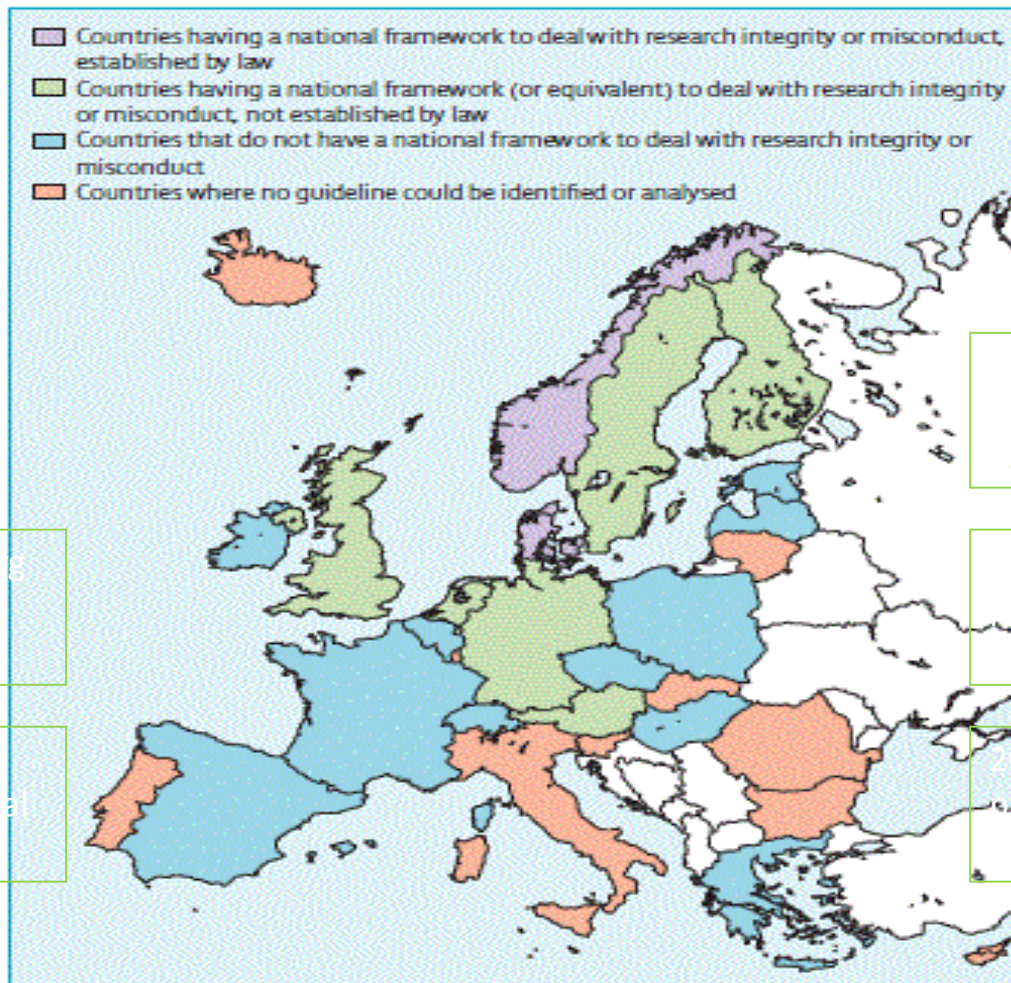 Countries having a national framework to deal with research integrity or misconduct,
established by law
Countries having a national framework (or equivalent) to deal with research integrity
or misconduct, not established by law
Countries that do not have a national framework to deal with research integrity or
misconduct
Countries where no guideline could be identified or analysed